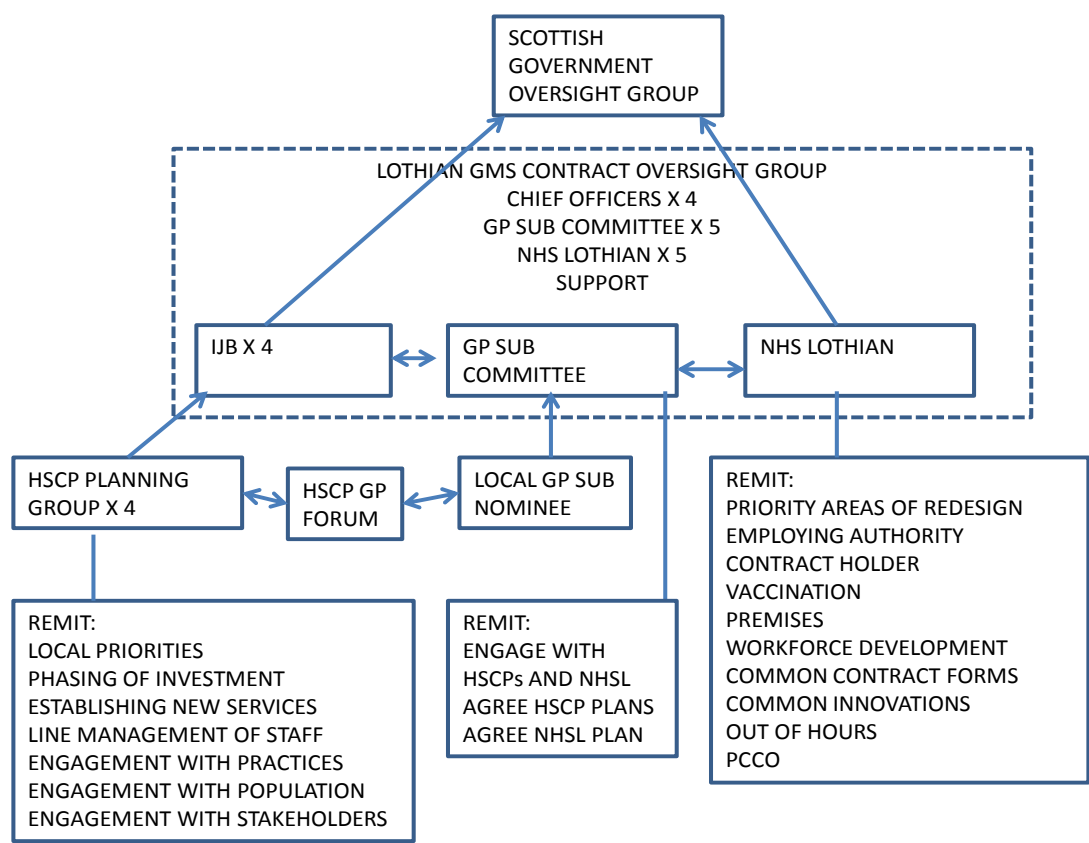 SCOTTISH
GOVERNMENT
OVERSIGHT GROUP
LOTHIAN GMS CONTRACT OVERSIGHT GROUP
CHIEF OFFICERS X 4
GP SUB COMMITTEE X 5
NHS LOTHIAN X 5
SUPPORT
IJB X 4
GP SUB
COMMITTEE
NHS LOTHIAN
HSCP PLANNING
GROUP X 4
HSCP GP
FORUM
LOCAL GP SUB
NOMINEE
REMIT:
LOCAL PRIORITIES
PHASING OF INVESTMENT
ESTABLISHING NEW SERVICES
LINE MANAGEMENT OF STAFF
ENGAGEMENT WITH PRACTICES
ENGAGEMENT WITH POPULATION
ENGAGEMENT WITH STAKEHOLDERS
REMIT:
ENGAGE WITH
HSCPs AND NHSL
AGREE HSCP PLANS
AGREE NHSL PLAN
REMIT:
PRIORITY AREAS OF REDESIGN
EMPLOYING AUTHORITY
CONTRACT HOLDER
VACCINATION
PREMISES
WORKFORCE DEVELOPMENT
COMMON CONTRACT FORMS
COMMON INNOVATIONS
OUT OF HOURS
PCCO